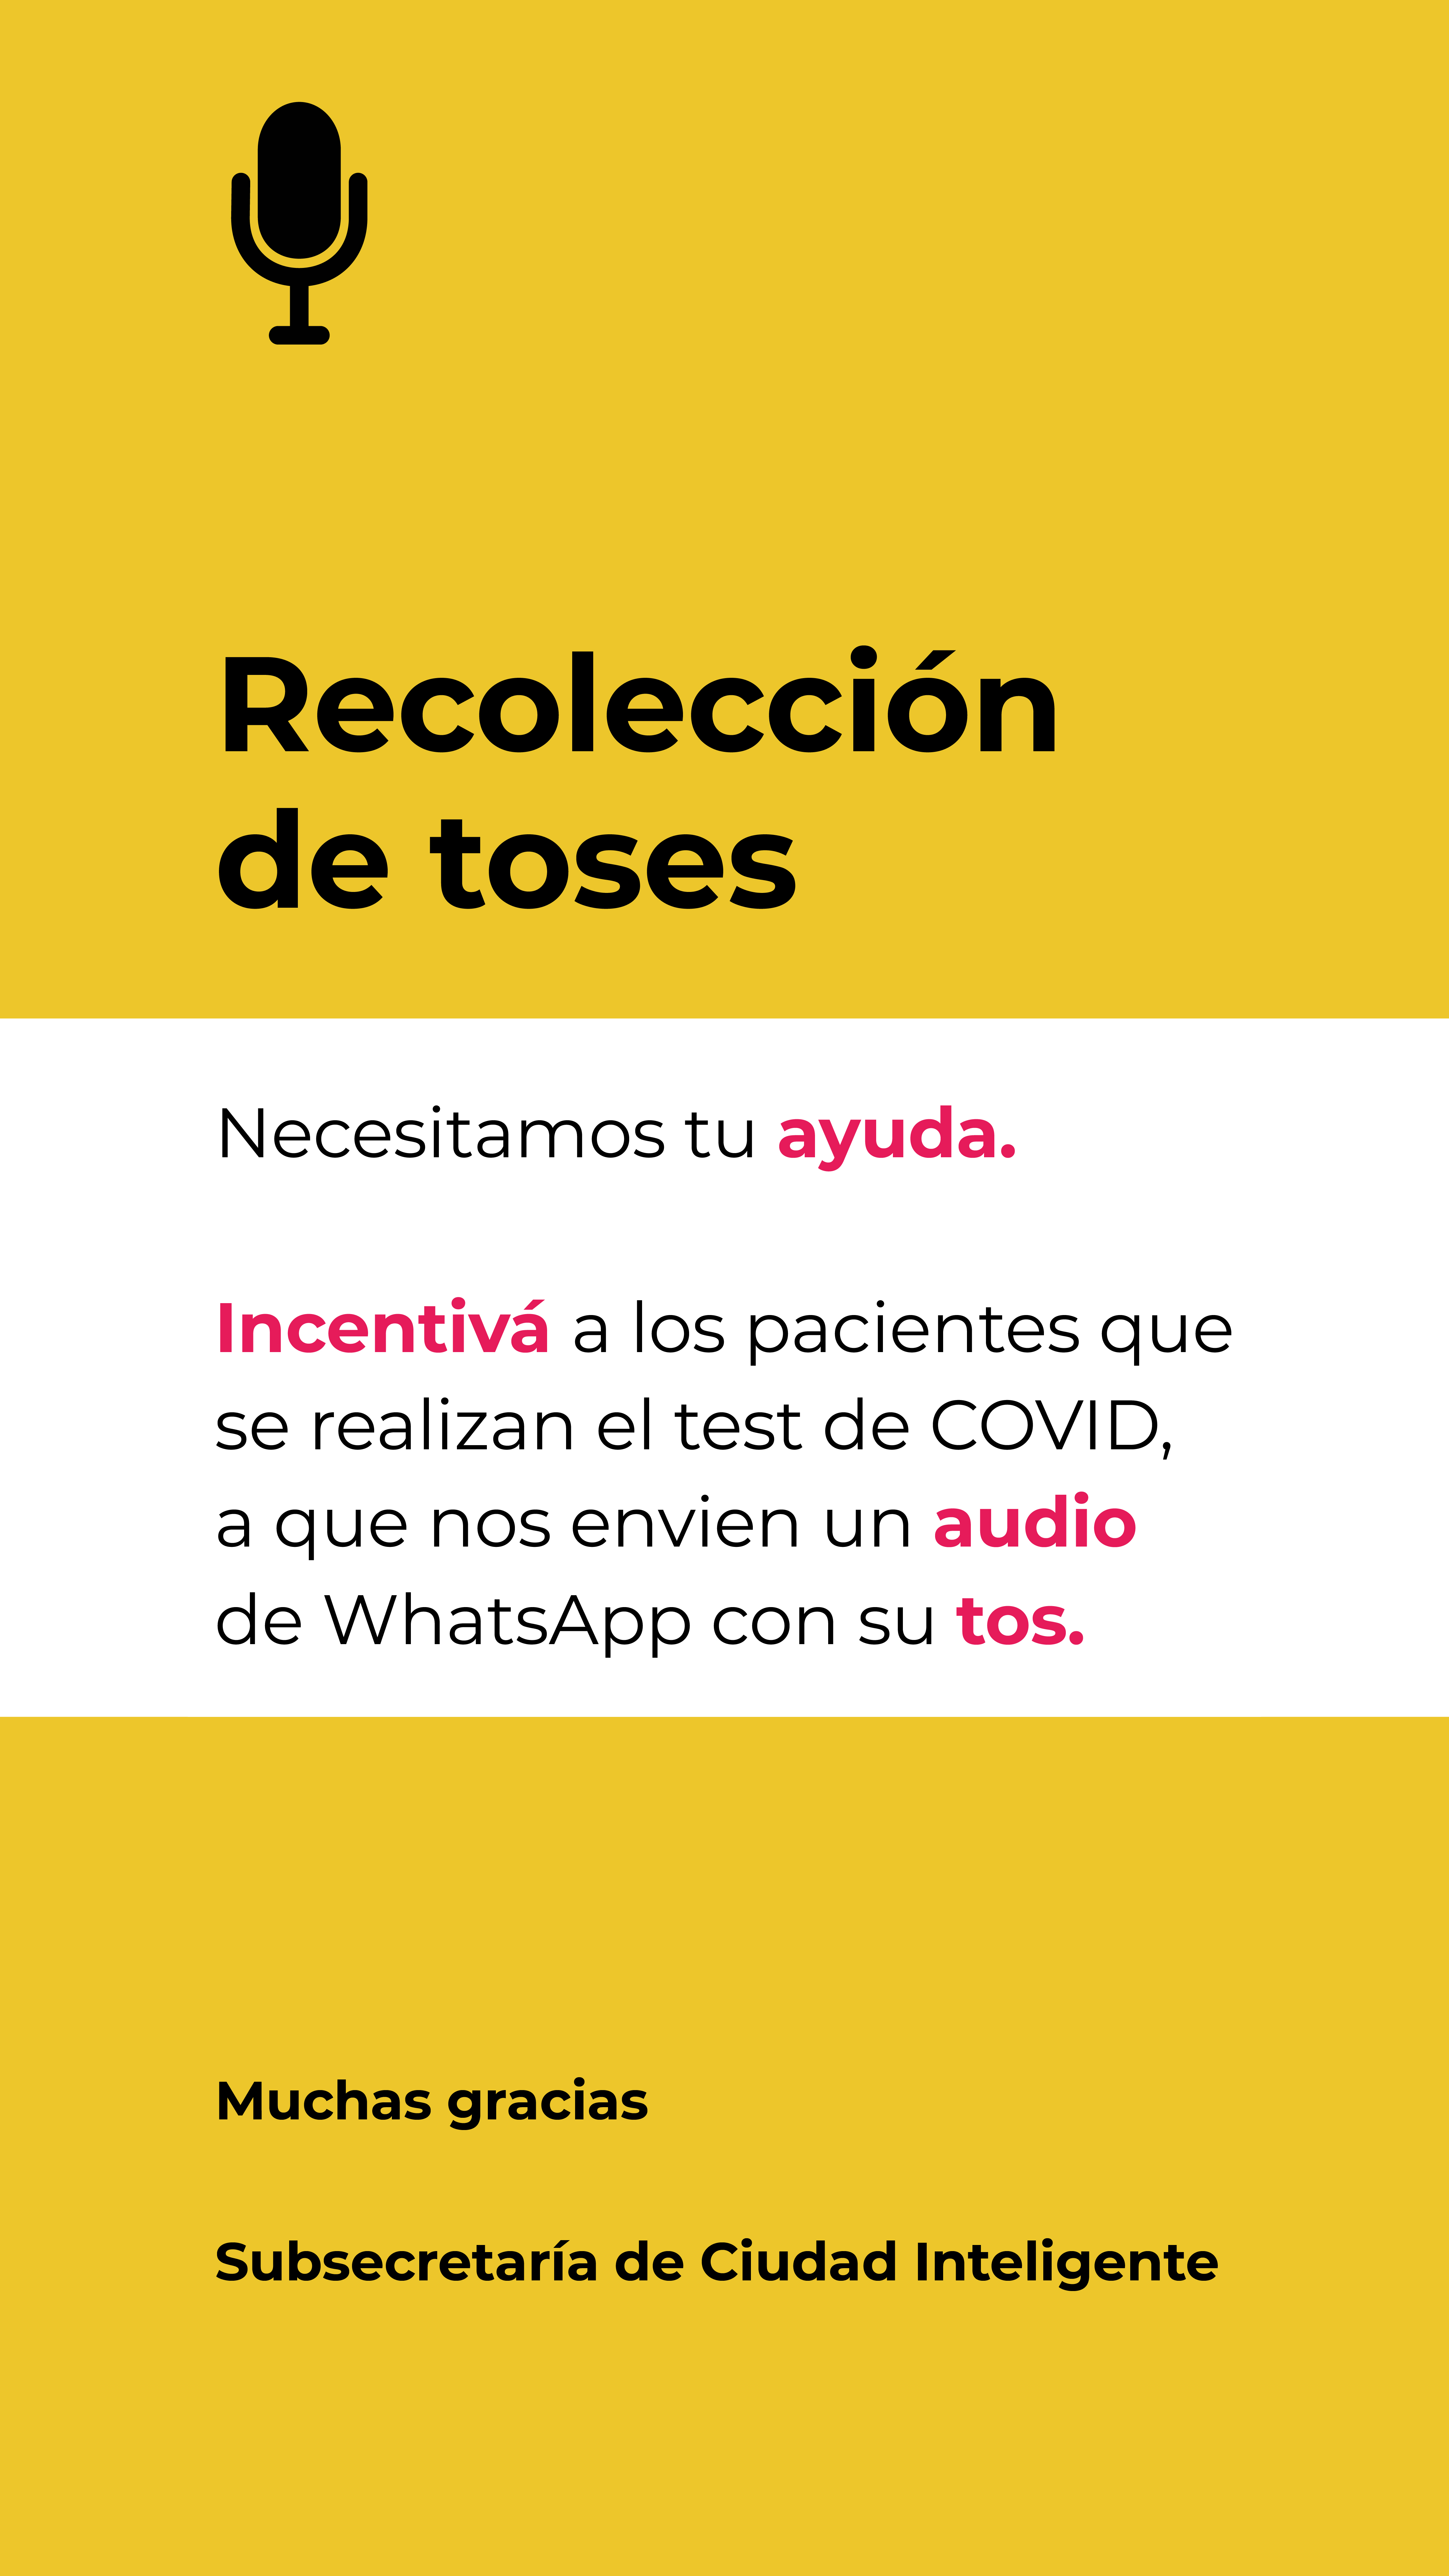 Recolección
de toses
Necesitamos tu ayuda.
Incentivá a los pacientes que
se realizan el test de COVID,
a que nos envien un audio
de WhatsApp con su tos.
Muchas gracias
Subsecretaría de Ciudad Inteligente